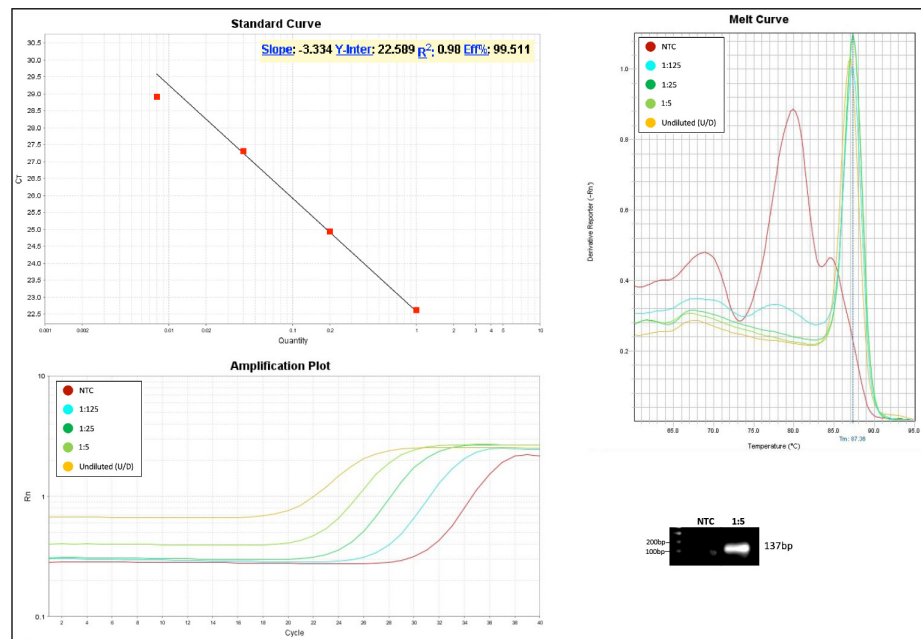 Standard Curve
Slope: -3.334 Y-Inter: 22.589 R2: 0.98 Eff%: 99.511
30.5
30.0
29.5
29.0
28.5
28.0
27.5
27.0
26.5
26.0
25.5
25.0
24.5
24.0
23.5
23.0
22.5
CT
0.001 0.002 0.01 0.02 0.1 0.2 1 2 3 4 5 10
Quantity
Melt Curve
NTC
1:125
1:25
1:5
Undiluted (U/D)
1.0
0.8
0.6
0.4
0.2
Derivative Reporter (-Rn')
65.0 70.0 75.0 80.0 85.0 90.0 95.0
Temperature (°C)
Tm: 87.36
Amplification Plot
NTC
1:125
1:25
1:5
Undiluted (U/D)
10
1
0.1
Rn
2 4 6 8 10 12 14 16 18 20 22 24 26 28 30 32 34 36 38 40
Cycle
NTC 1:5
200bp
100bp
137bp